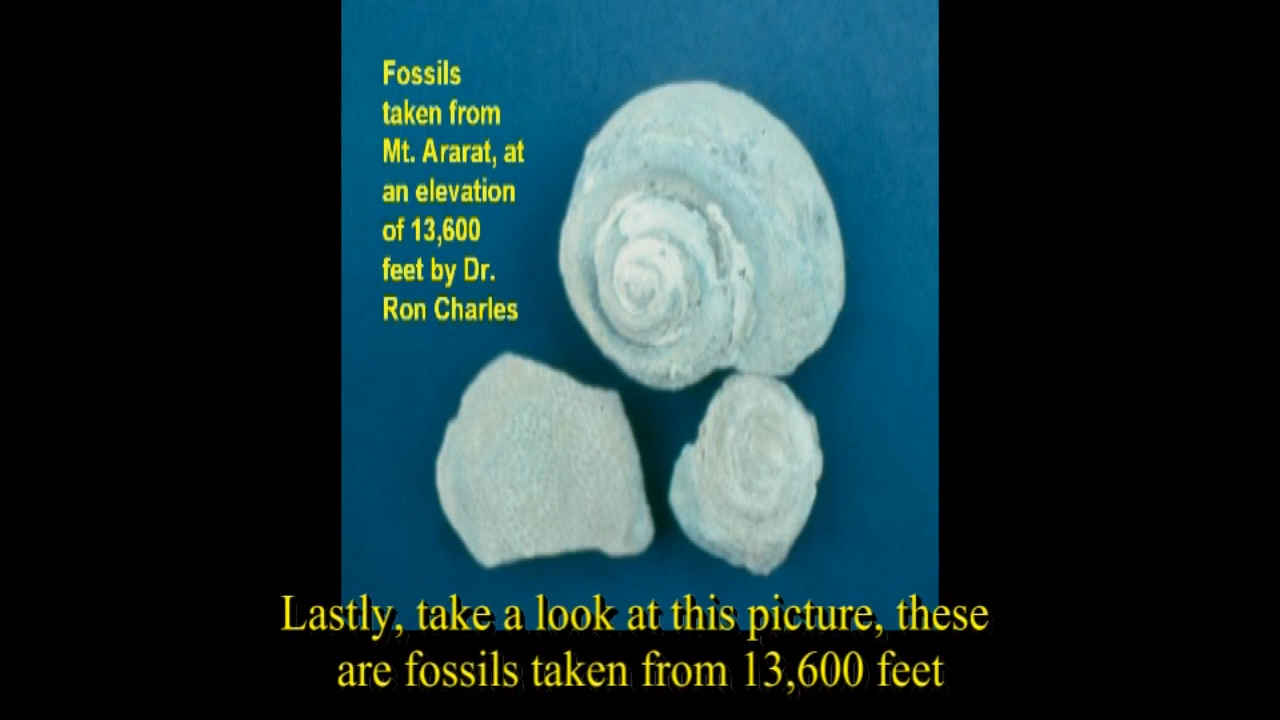 Fossils
taken from
Mt. Ararat, at
an elevation
of 13,600
feet by Dr.
Ron Charles
Lastly, take a look at this picture, these
are fossils taken from 13,600 feet